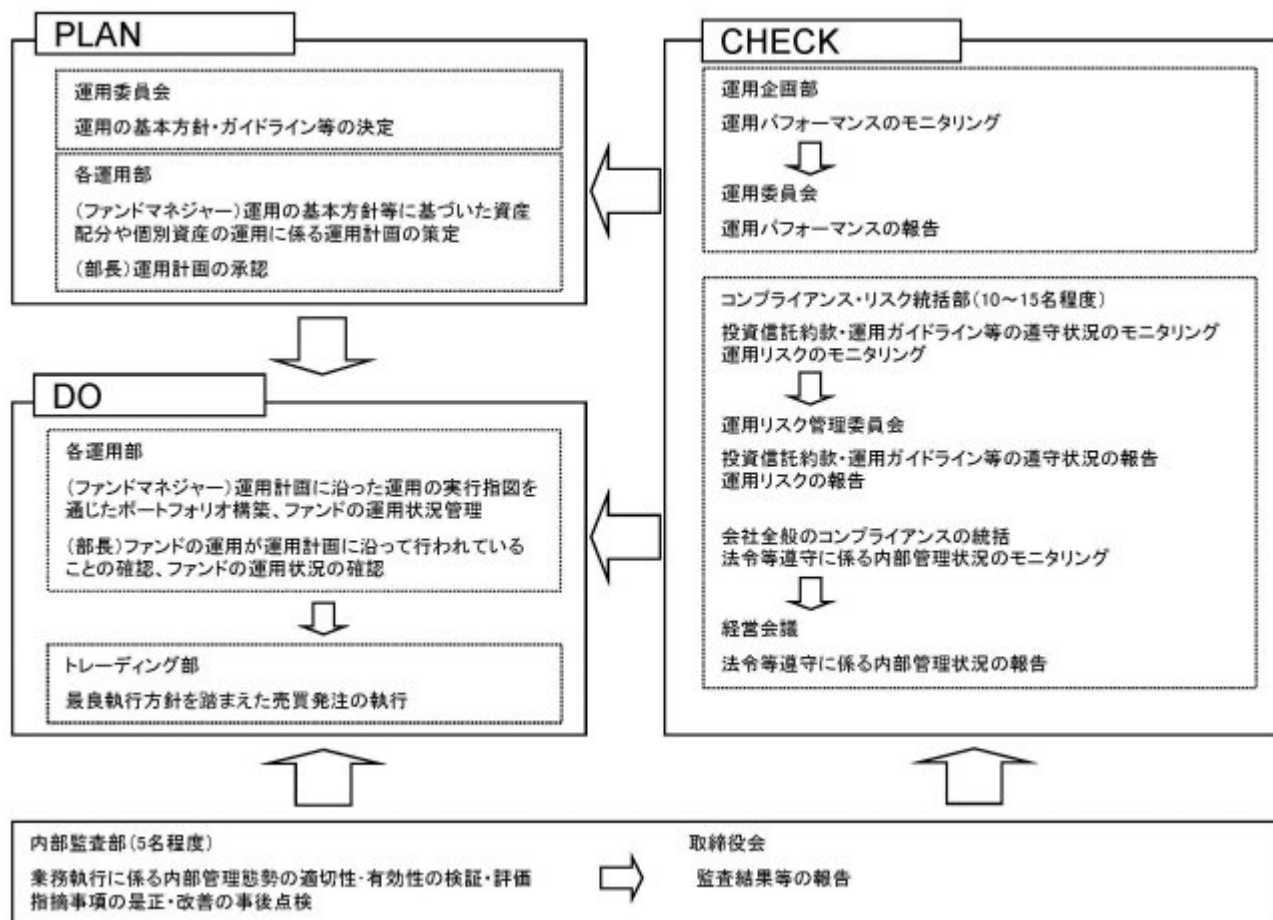 PLAN
運用委員会
運用の基本方針・ガイドライン等の決定
各運用部
(ファンドマネジャー)運用の基本方針等に基づいた資産
配分や個別資産の運用に係る運用計画の策定
(部長)運用計画の承認
DO
各運用部
(ファンドマネジャー)運用計画に沿った運用の実行指図を
通じたポートフォリオ構築、ファンドの運用状況管理
(部長)ファンドの運用が運用計画に沿って行われている
ことの確認、ファンドの運用状況の確認
トレーディング部
最良執行方針を踏まえた売買発注の執行
CHECK
運用企画部
運用パフォーマンスのモニタリング
運用委員会
運用パフォーマンスの報告
コンプライアンス・リスク統括部(10~15名程度)
投資信託約款・運用ガイドライン等の遵守状況のモニタリング
運用リスクのモニタリング
運用リスク管理委員会
投資信託約款・運用ガイドライン等の遵守状況の報告
運用リスクの報告
会社全般のコンプライアンスの統括
法令等遵守に係る内部管理状況のモニタリング
経営会議
法令等遵守に係る内部管理状況の報告
内部監査部(5名程度)
業務執行に係る内部管理態勢の適切性・有効性の検証・評価
指摘事項の是正・改善の事後点検
取締役会
監査結果等の報告